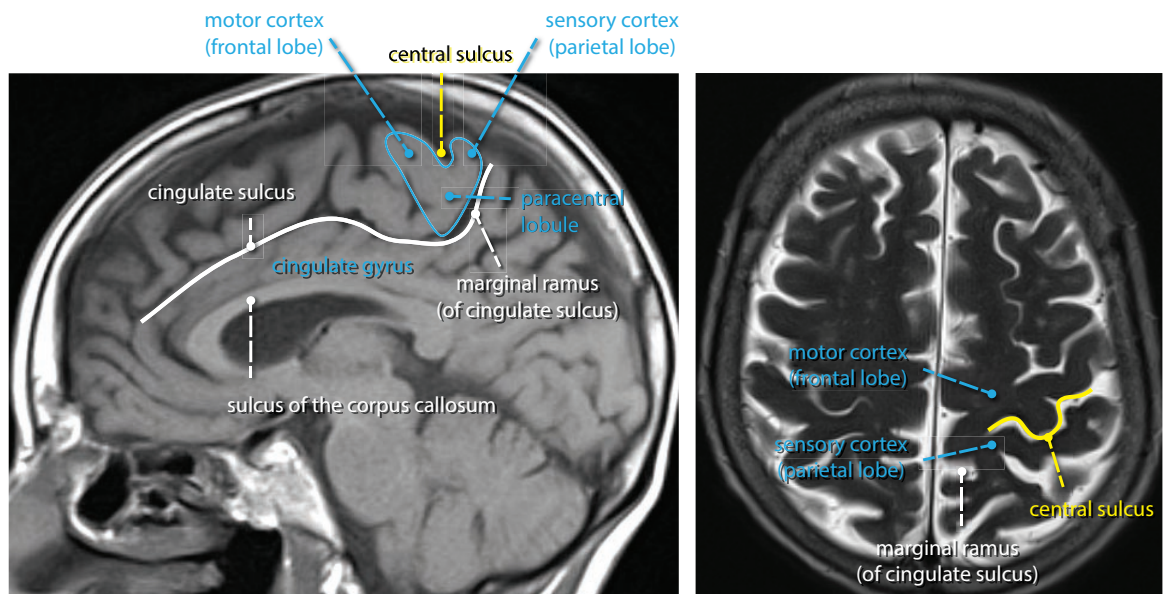 motor cortex
(frontal lobe)
central sulcus
sensory cortex
(parietal lobe)
cingulate sulcus
paracentral
lobule
cingulate gyrus
marginal ramus
(of cingulate sulcus)
sulcus of the corpus callosum
motor cortex
(frontal lobe)
sensory cortex
(parietal lobe)
central sulcus
marginal ramus
(of cingulate sulcus)